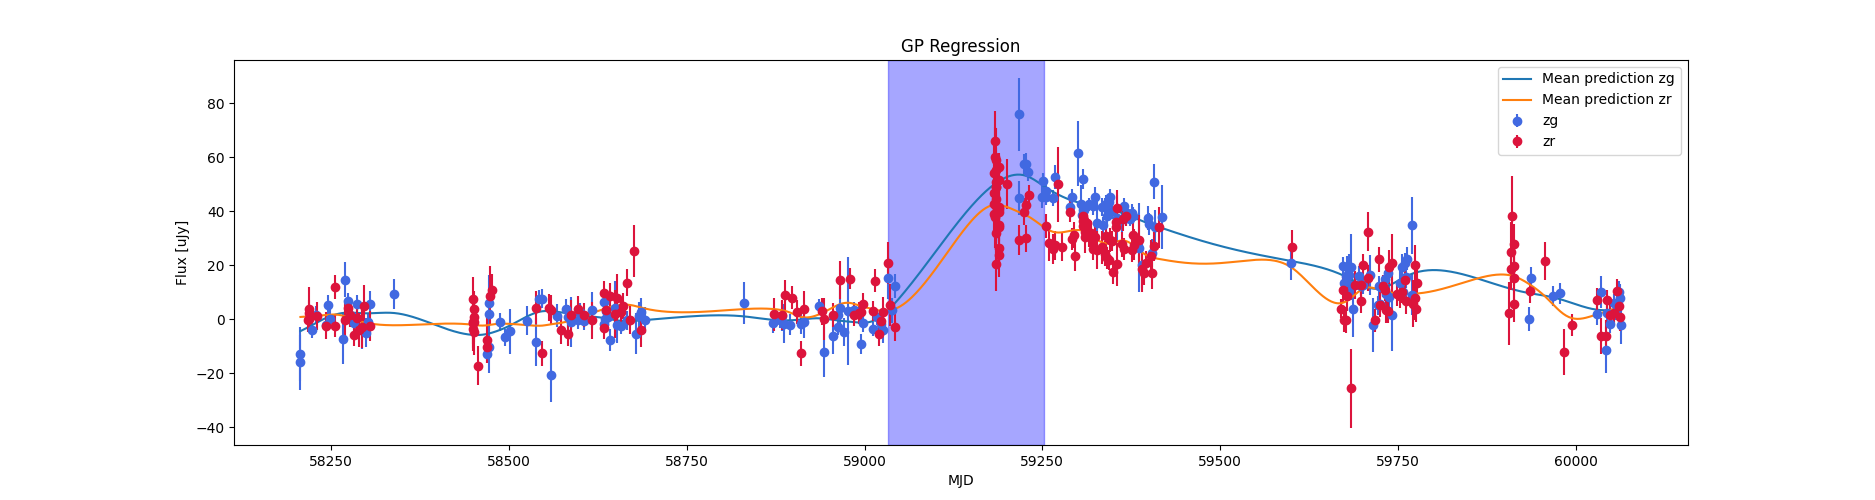 GP Regression
Mean prediction zg
Mean prediction zr
zg
zr
Flux [uJy]
80
60
40
20
0
−20
−40
58250 58500 58750 59000 59250 59500 59750 60000
MJD